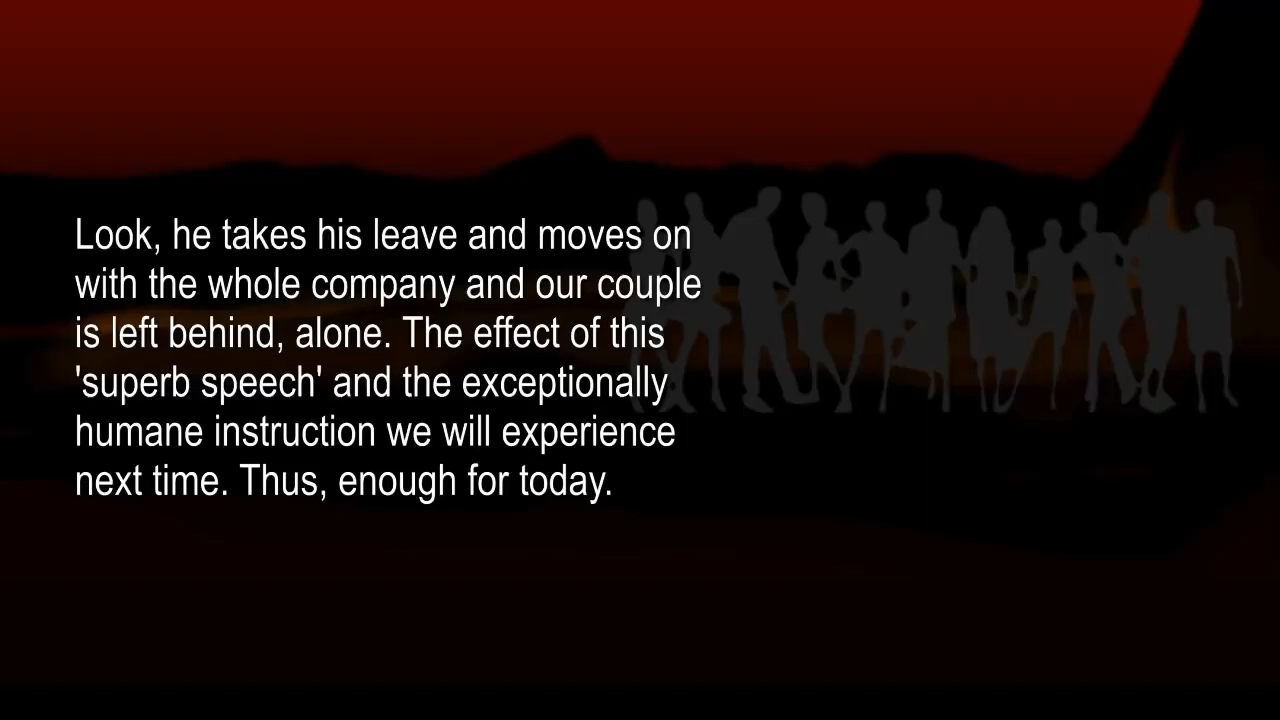 Look, he takes his leave and moves on
with the whole company and our couple
is left behind, alone. The effect of this
'superb speech' and the exceptionally
humane instruction we will experience
next time. Thus, enough for today.